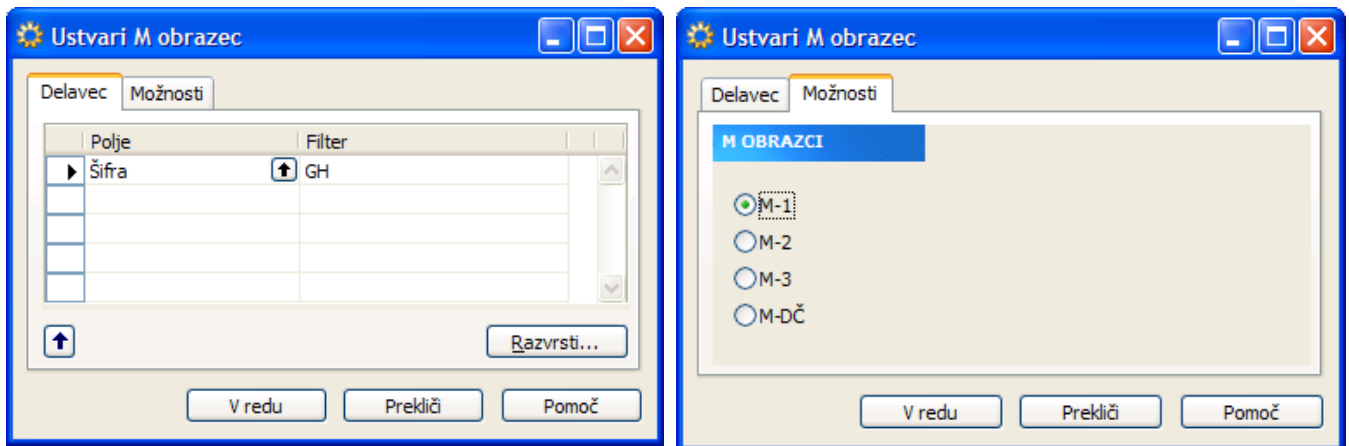 Ustvari M obrazec
Delavec Možnosti
Polje Filter
Šifra GH
Razvrsti...
V redu Prekliči Pomoč
Ustvari M obrazec
Delavec Možnosti
M OBRAZCI
M-1
M-2
M-3
M-DČ
V redu Prekliči Pomoč